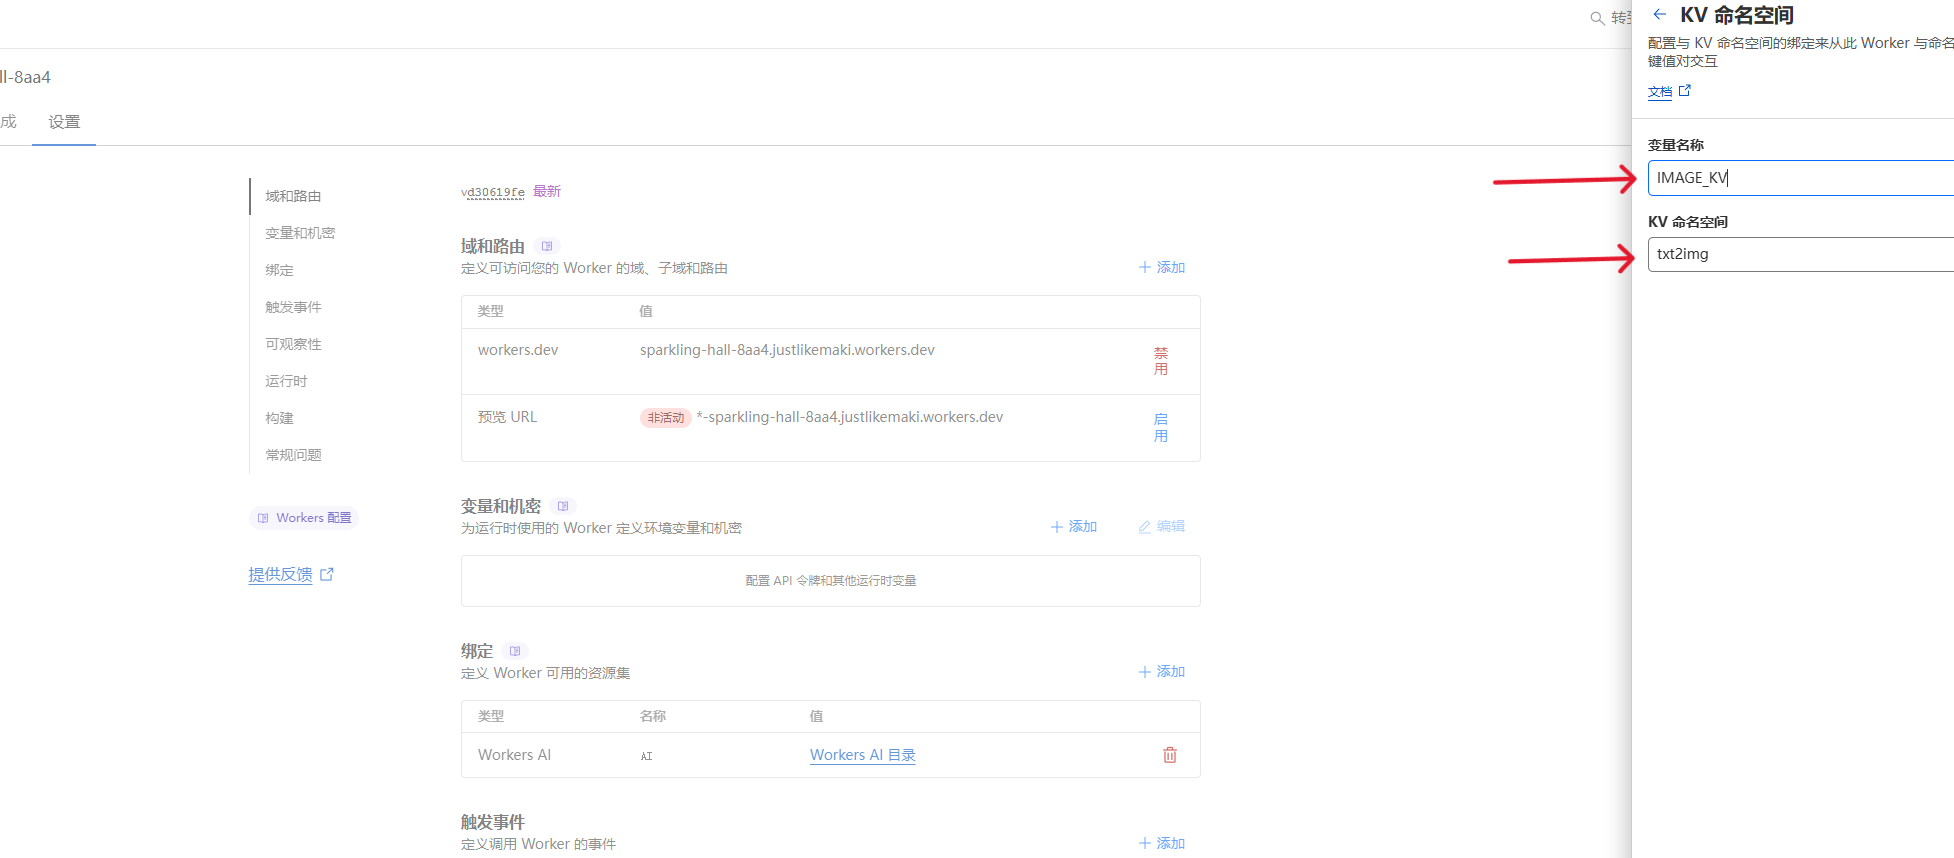 转到
ll-8aa4
成 设置
域和路由
变量和机密
绑定
触发事件
可观察性
运行时
构建
常规问题
Workers 配置
提供反馈
vd30619fe 最新
域和路由
定义可访问您的 Worker 的域、子域和路由
添加
类型 值
workers.dev sparkling-hall-8aa4.justlikemaki.workers.dev 禁用
预览 URL 非活动 *-sparkling-hall-8aa4.justlikemaki.workers.dev 启用
变量和机密
为运行时使用的 Worker 定义环境变量和机密
添加 编辑
配置 API 令牌和其他运行时变量
绑定
定义 Worker 可用的资源集
添加
类型 名称 值
Workers AI AI Workers AI 目录
触发事件
定义调用 Worker 的事件
添加
KV 命名空间
配置与 KV 命名空间的绑定来从此 Worker 与命名
键值对交互
文档
变量名称
IMAGE_KV
KV 命名空间
txt2img